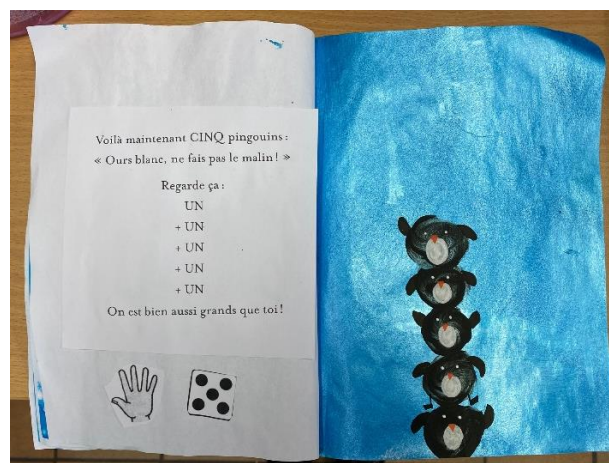 Voilà maintenant CINQ pingouins :
« Ours blanc, ne fais pas le malin ! »
Regarde ça :
UN
+ UN
+ UN
+ UN
+ UN
On est bien aussi grands que toi !